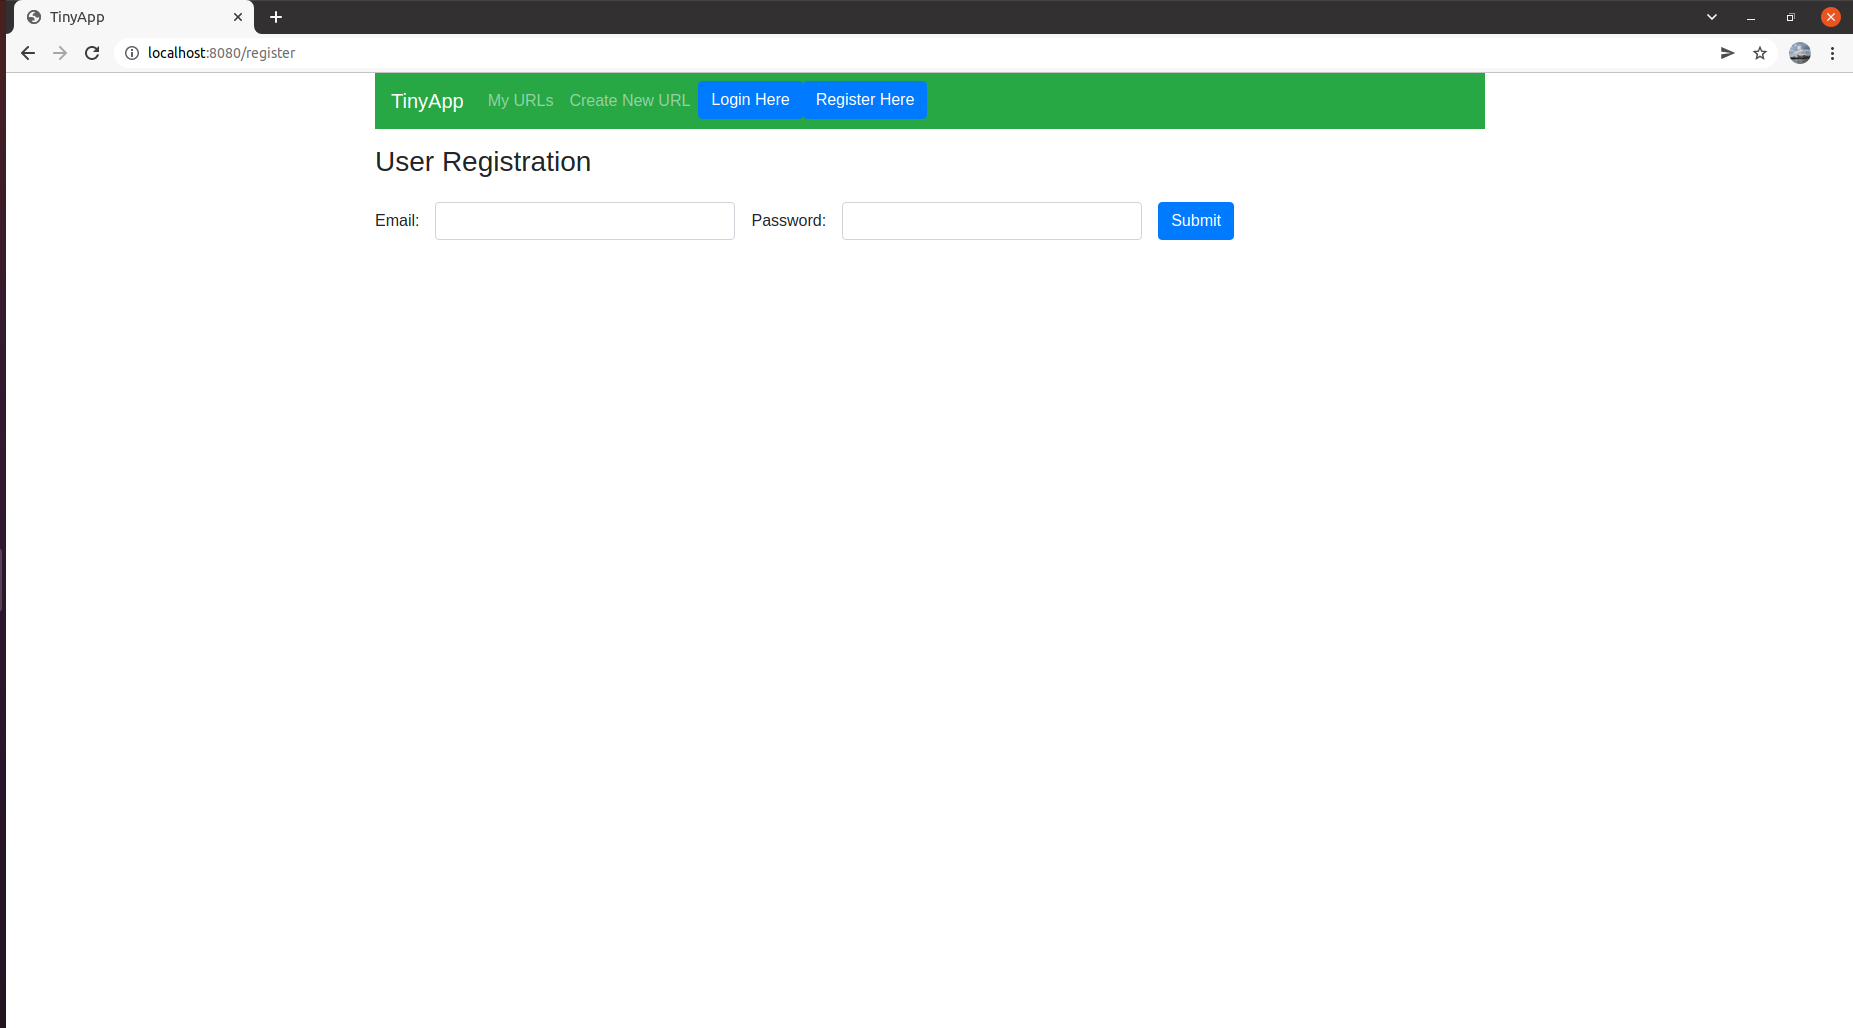 TinyApp
localhost:8080/register
TinyApp My URLs Create New URL Login Here Register Here
User Registration
Email: Password: Submit